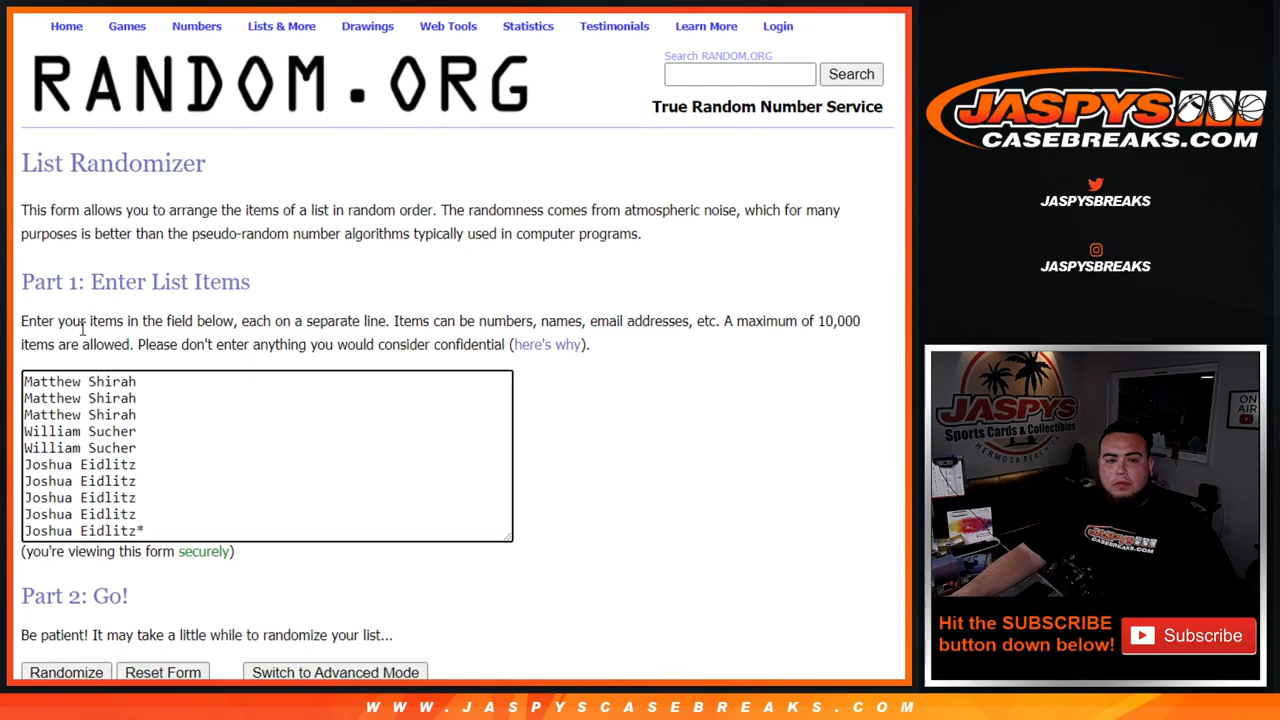 Home Games Numbers Lists & More Drawings Web Tools Statistics Testimonials Learn More Login
RANDOM.ORG
Search RANDOM.ORG
Search
True Random Number Service
List Randomizer
This form allows you to arrange the items of a list in random order. The randomness comes from atmospheric noise, which for many
purposes is better than the pseudo-random number algorithms typically used in computer programs.
Part 1: Enter List Items
Enter your items in the field below, each on a separate line. Items can be numbers, names, email addresses, etc. A maximum of 10,000
items are allowed. Please don't enter anything you would consider confidential (here's why).
Matthew Shirah
Matthew Shirah
Matthew Shirah
William Sucher
William Sucher
Joshua Eidlitz
Joshua Eidlitz
Joshua Eidlitz
Joshua Eidlitz
Joshua Eidlitz*
(you're viewing this form securely)
Part 2: Go!
Be patient! It may take a little while to randomize your list...
Randomize Reset Form Switch to Advanced Mode
JASPYS
CASEBREAKS.COM
JASPYSBREAKS
JASPYSBREAKS
JASPYS
Sports Cards & Collectibles
HERMOSA BEACH, CA
ON
AIR
JASPYS
CASEBREAKS.COM
Hit the SUBSCRIBE
button down below!
Subscribe
WWW.JASPYSCASEBREAKS.COM